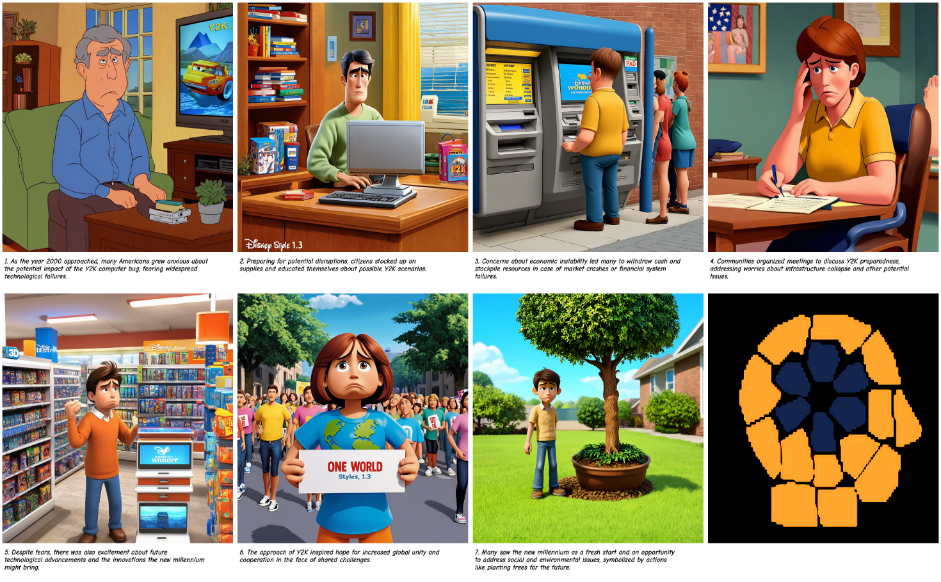 Y2K
Disney Style 1.3
1. As the year 2000 approached, many Americans grew anxious about
the potential impact of the Y2K computer bug, fearing widespread
technological failures.
2. Preparing for potential disruptions, citizens stocked up on
supplies and educated themselves about possible Y2K scenarios.
3. Concerns about economic instability led many to withdraw cash and
stockpile resources in case of market crashes or financial system
failures.
4. Communities organized meetings to discuss Y2K preparedness,
addressing worries about infrastructure collapse and other potential
issues.
3D
ONE WORLD
Styles, 1.3
5. Despite fears, there was also excitement about future
technological advancements and the innovations the new millennium
might bring.
6. The approach of Y2K inspired hope for increased global unity and
cooperation in the face of shared challenges.
7. Many saw the new millennium as a fresh start and an opportunity
to address social and environmental issues, symbolized by actions
like planting trees for the future.